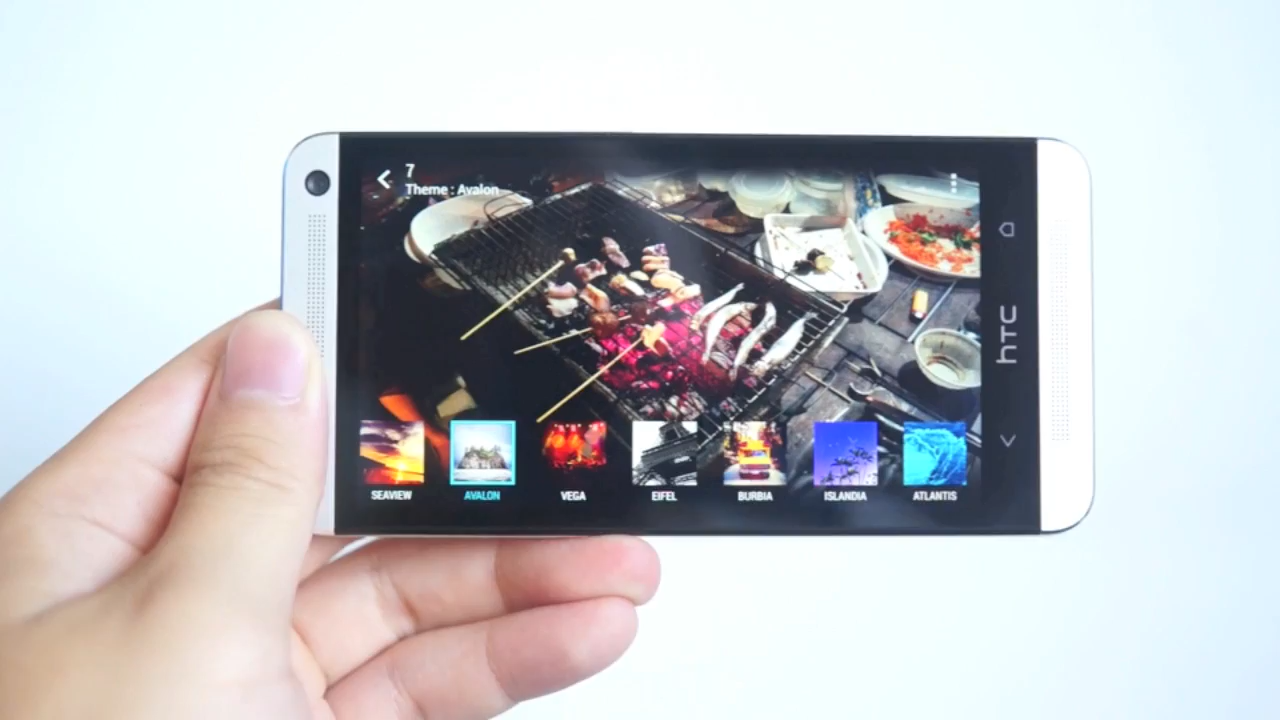 7
Theme : Avalon
SEAVIEW
AVALON
VEGA
EIFEL
BURBIA
ISLANDIA
ATLANTIS
hTC